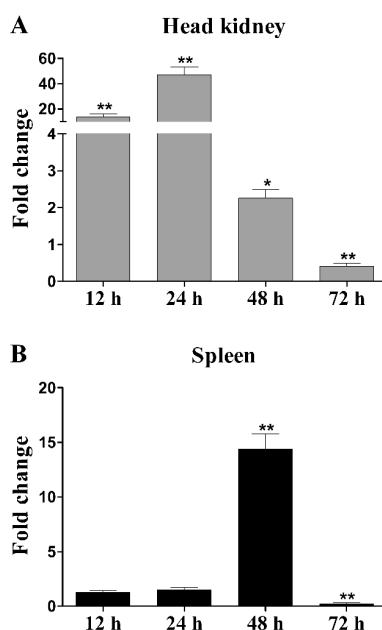 A
Head kidney
Fold change
60
40
20
4
3
2
1
0
**
**
*
**
12 h 24 h 48 h 72 h
B
Spleen
Fold change
20
15
10
5
0
**
**
12 h 24 h 48 h 72 h